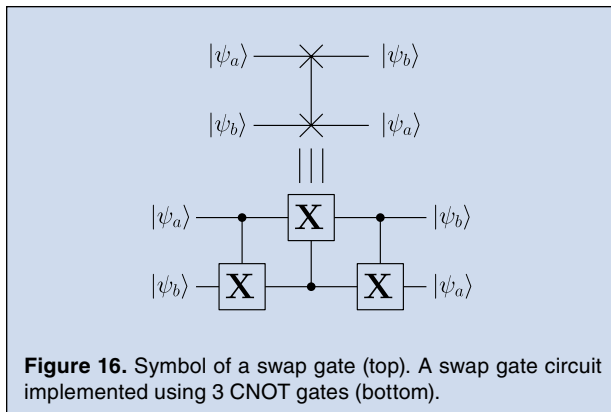 |ψa⟩ |ψb⟩
|ψb⟩ |ψa⟩
|ψa⟩ X |ψb⟩
|ψb⟩ X X |ψa⟩
Figure 16. Symbol of a swap gate (top). A swap gate circuit
implemented using 3 CNOT gates (bottom).